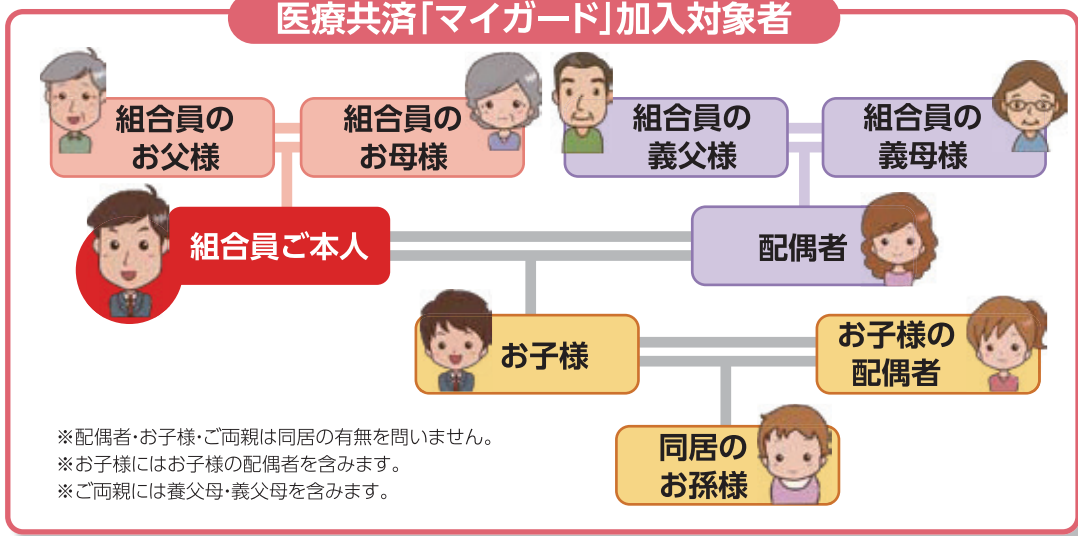 医療共済「マイガード」加入対象者
組合員の
お父様
組合員の
お母様
組合員の
義父様
組合員の
義母様
組合員ご本人
配偶者
お子様
お子様の
配偶者
同居の
お孫様
※配偶者・お子様・ご両親は同居の有無を問いません。
※お子様にはお子様の配偶者を含みます。
※ご両親には養父母・義父母を含みます。